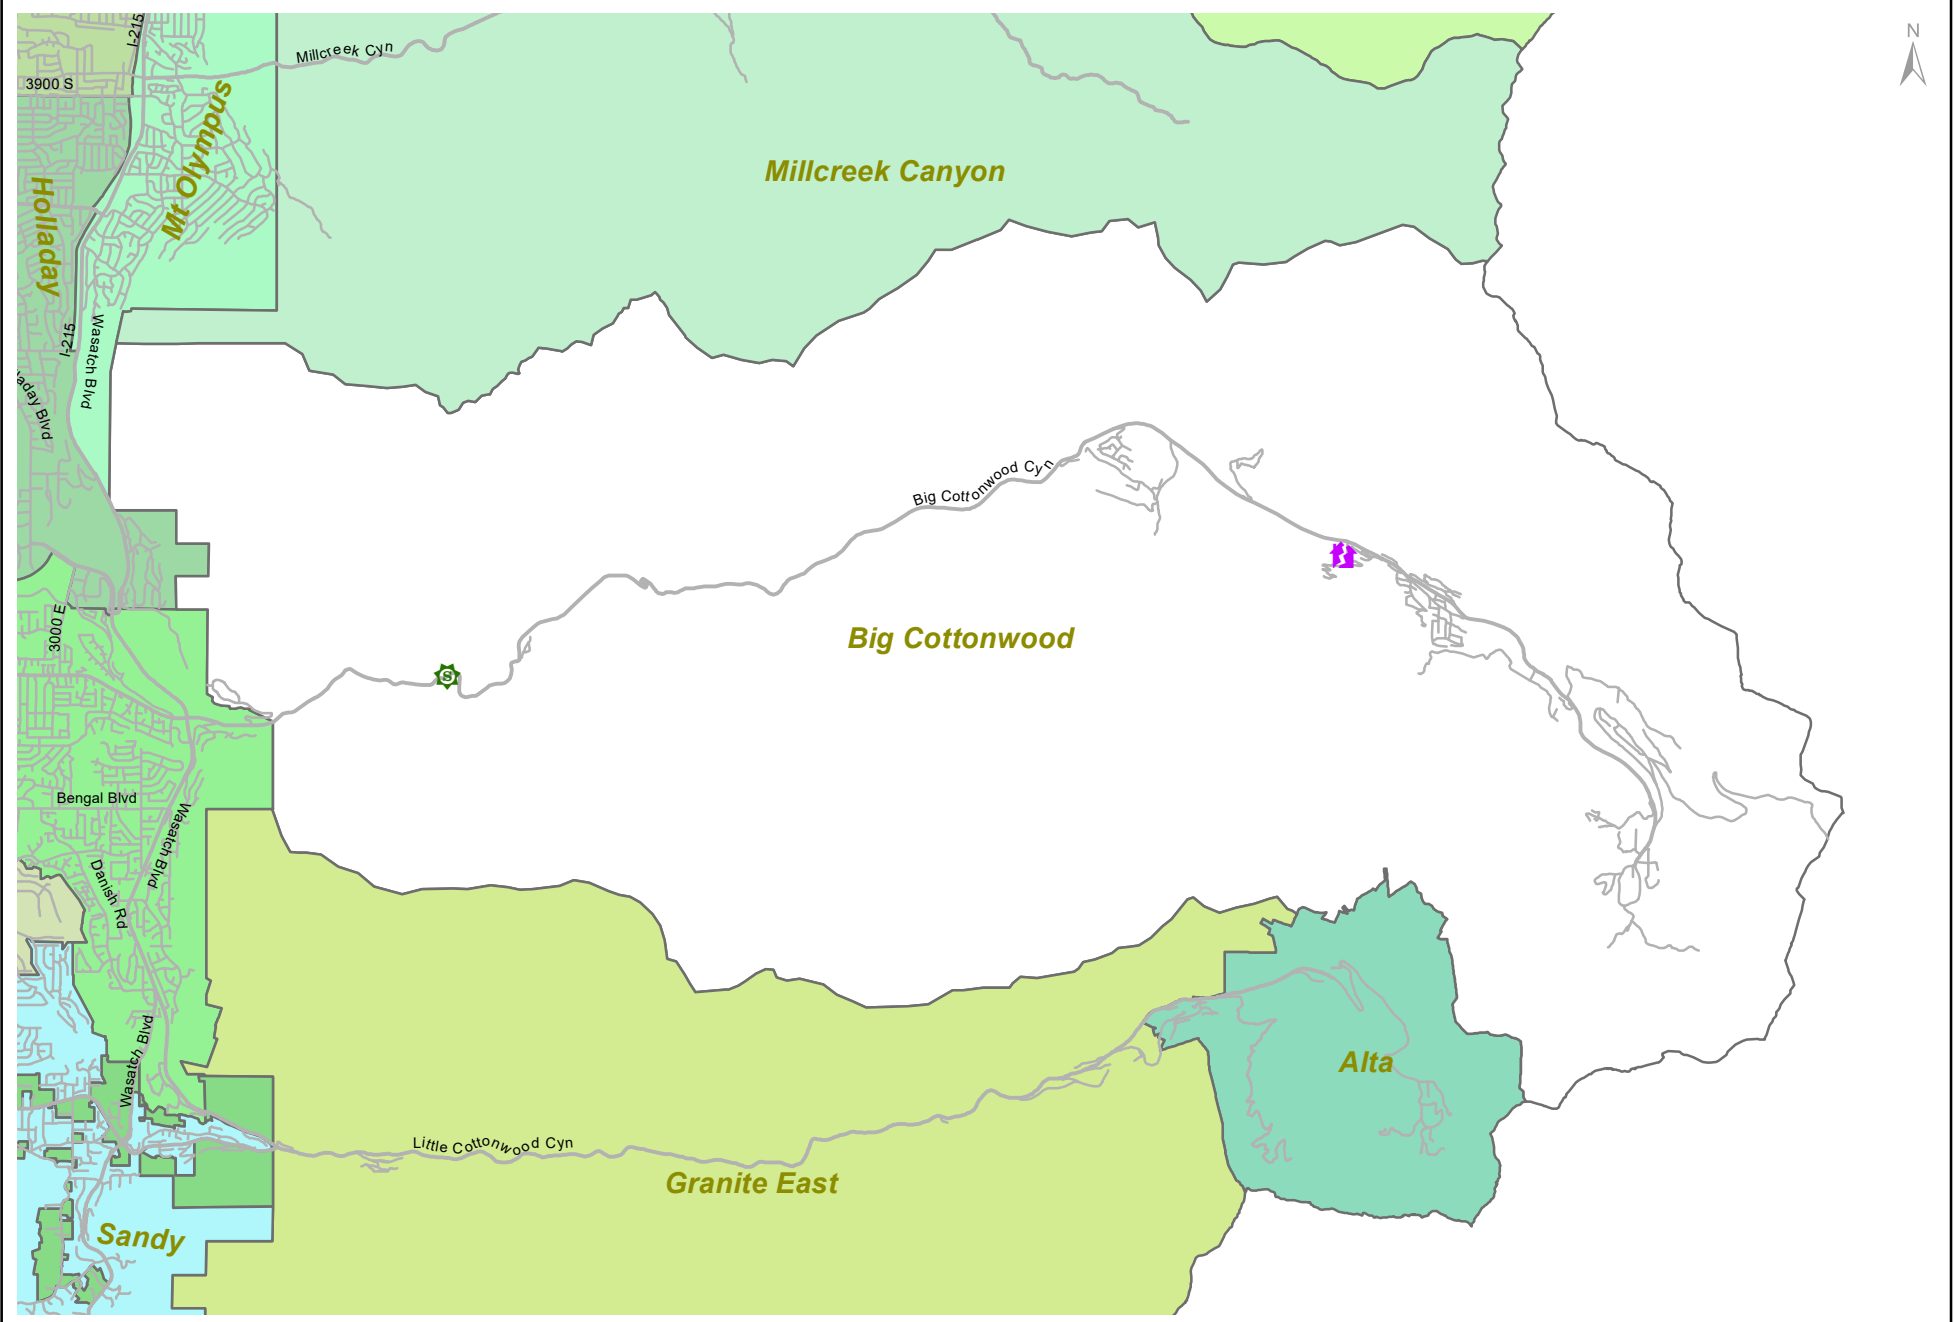 N
I-215
Millcreek Cyn
3900 S
Mt Olympus
Millcreek Canyon
Holladay
I-215
Wasatch Blvd
laday Blvd
Big Cottonwood Cyn
3000 E
Big Cottonwood
S
Bengal Blvd
Wasatch Blvd
Danish Rd
Wasatch Blvd
Alta
Little Cottonwood Cyn
Granite East
Sandy